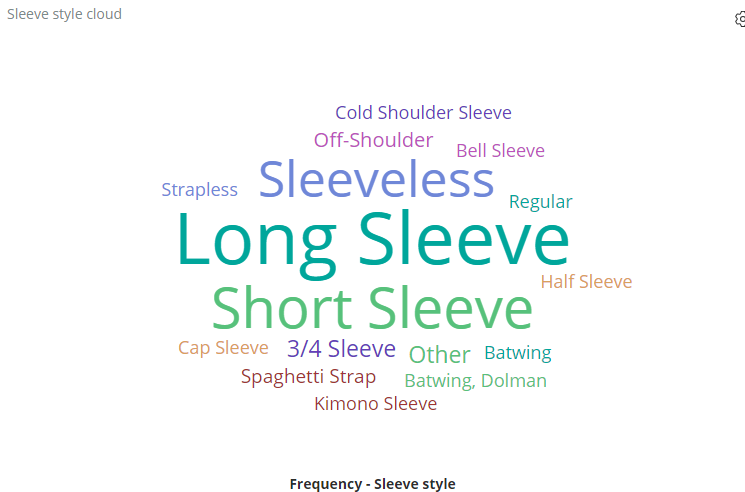 Sleeve style cloud
Cold Shoulder Sleeve
Off-Shoulder
Bell Sleeve
Sleeveless
Strapless
Regular
Long Sleeve
Half Sleeve
Short Sleeve
Cap Sleeve
3/4 Sleeve
Other
Batwing
Spaghetti Strap
Batwing, Dolman
Kimono Sleeve
Frequency - Sleeve style